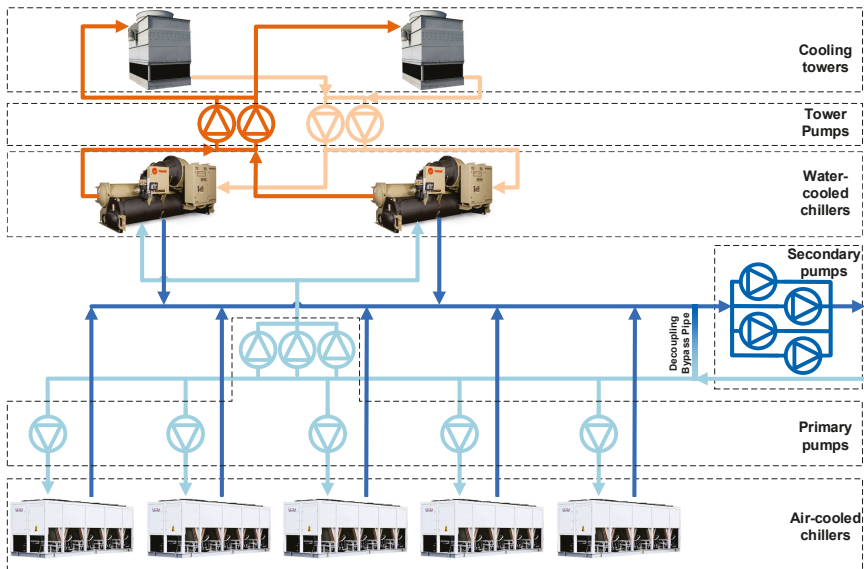 Cooling
towers
Tower
Pumps
Water-
cooled chillers
Secondary
pumps
Decoupling
Bypass Pipe
Primary
pumps
Air-cooled
chillers